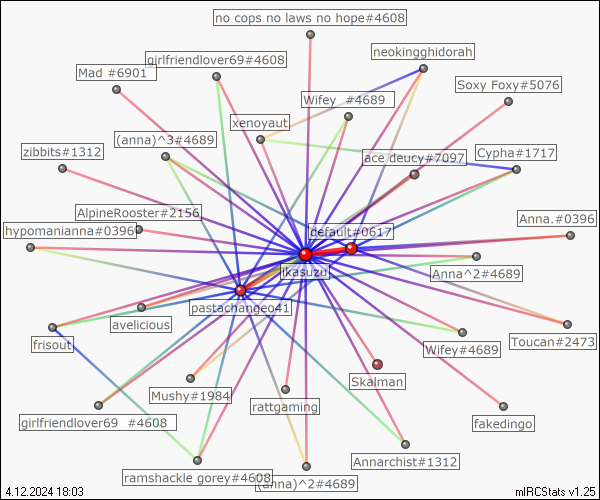 no cops no laws no hope#4608
neokingghidorah
girlfriendlover69#4608
Mad #6901
Soxy Foxy#5076
Wifey  #4689
xenoyaut
(anna)^3#4689
zibbits#1312
ace deucy#7097
Cypha#1717
AlpineRooster#2156
Anna.#0396
hypomanianna#0396
default#0617
ikasuzu
Anna^2#4689
pastachange041
avelicious
frisout
Wifey#4689
Toucan#2473
Skalman
Mushy#1984
rattgaming
girlfriendlover69  #4608
fakedingo
Annarchist#1312
ramshackle gorey#4608
(anna)^2#4689
4.12.2024 18:03
mIRCStats v1.25